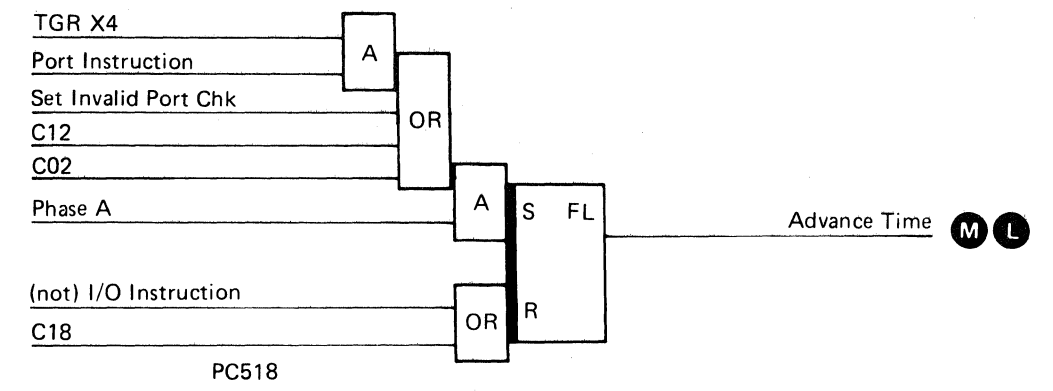 TGR X4
A
Port Instruction
Set Invalid Port Chk
OR
C12
C02
A
Phase A
S FL
Advance Time M L
(not) I/O Instruction
R
OR
C18
PC518